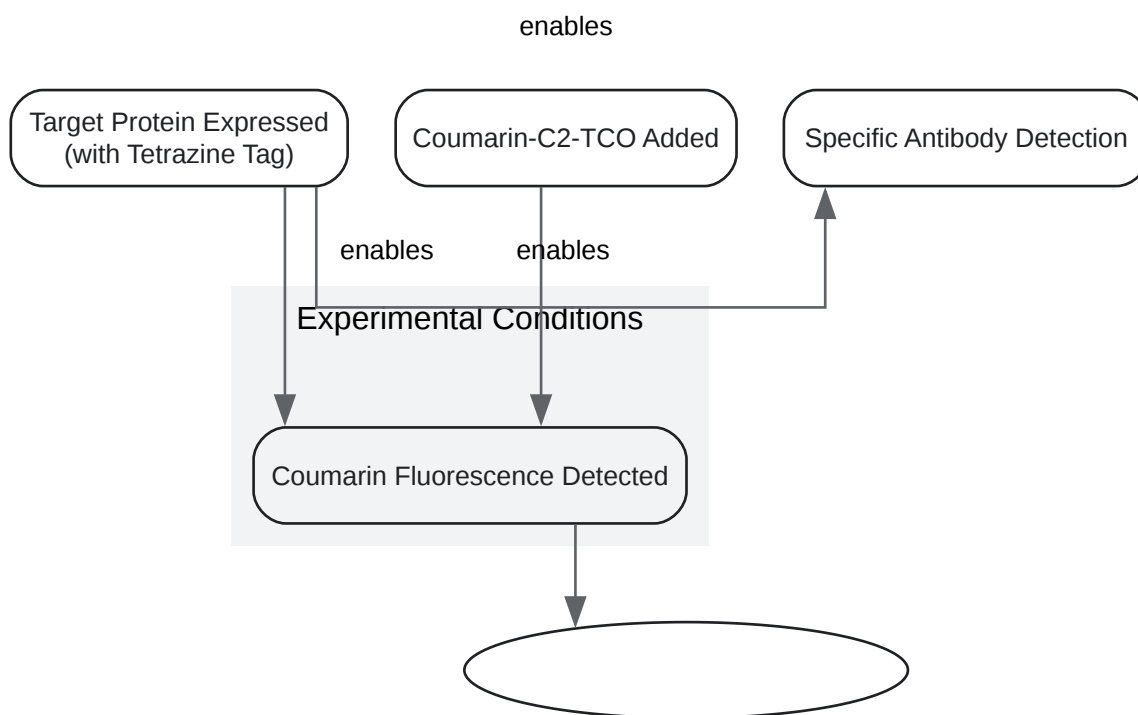 enables
Target Protein Expressed
(with Tetrazine Tag)
Coumarin-C2-TCO Added
Specific Antibody Detection
enables
enables
Experimental Conditions
Coumarin Fluorescence Detected